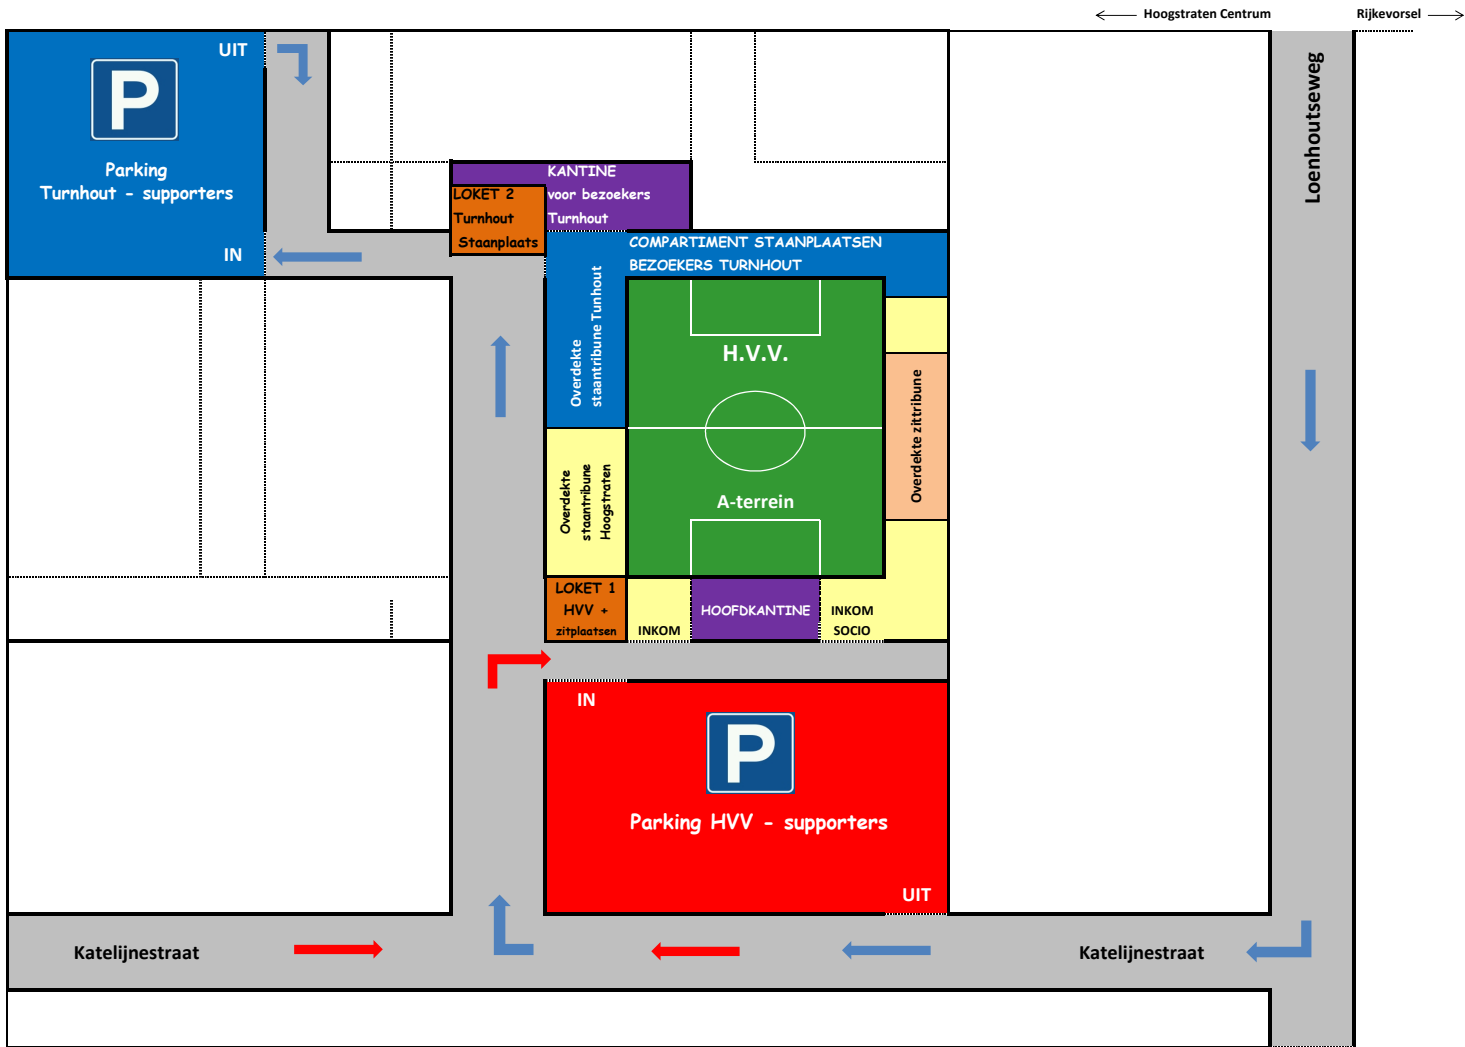 Hoogstraten Centrum
Rijkevorsel
UIT
P
Parking
Turnhout - supporters
IN
Loenhoutseweg
KANTINE
voor bezoekers
Turnhout
LOKET 2
Turnhout
Staanplaats
COMPARTIMENT STAANPLAATSEN
BEZOEKERS TURNHOUT
Overdekte
staantribune Tunhout
H.V.V.
Overdekte zittribune
Overdekte
staantribune
Hoogstraten
A-terrein
LOKET 1
HVV +
zitplaatsen
INKOM
HOOFDKANTINE
INKOM
SOCIO
IN
P
Parking HVV - supporters
UIT
Katelijnestraat
Katelijnestraat